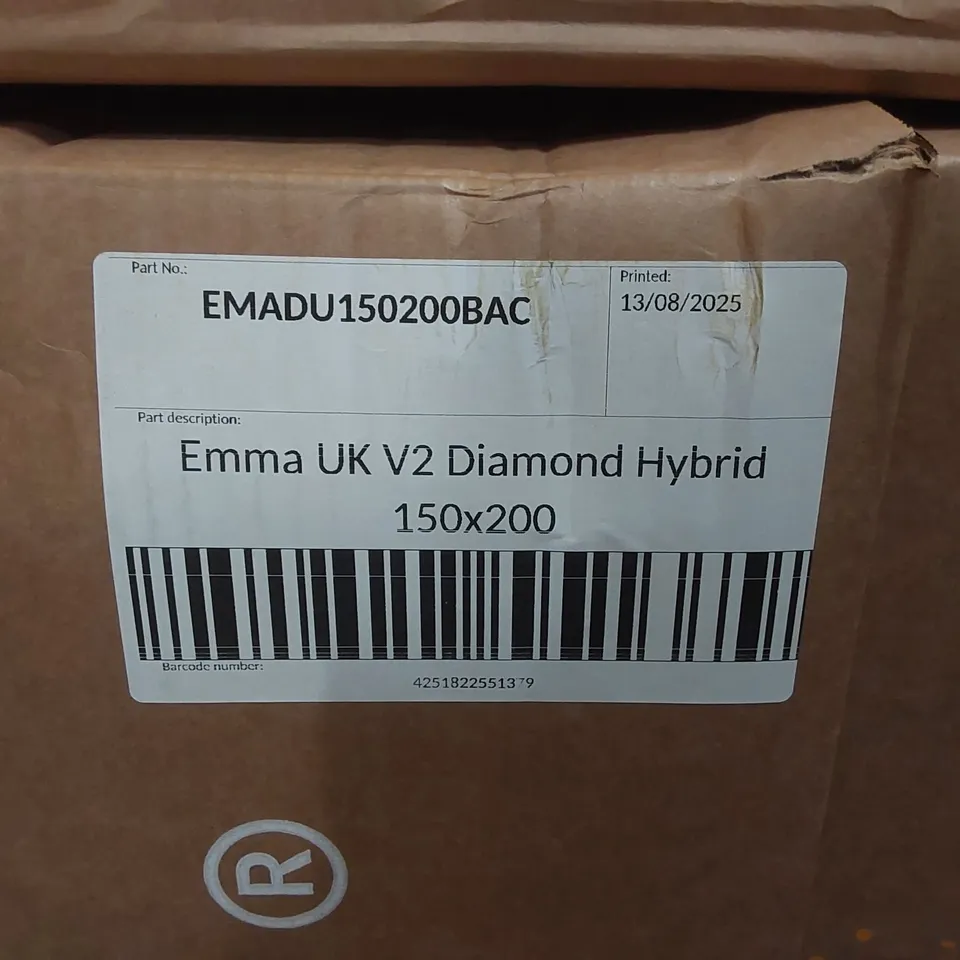 Part No.:
EMADU150200BAC
Printed:
13/08/2025
Part description:
Emma UK V2 Diamond Hybrid
150x200
Barcode number:
4251822551379
®